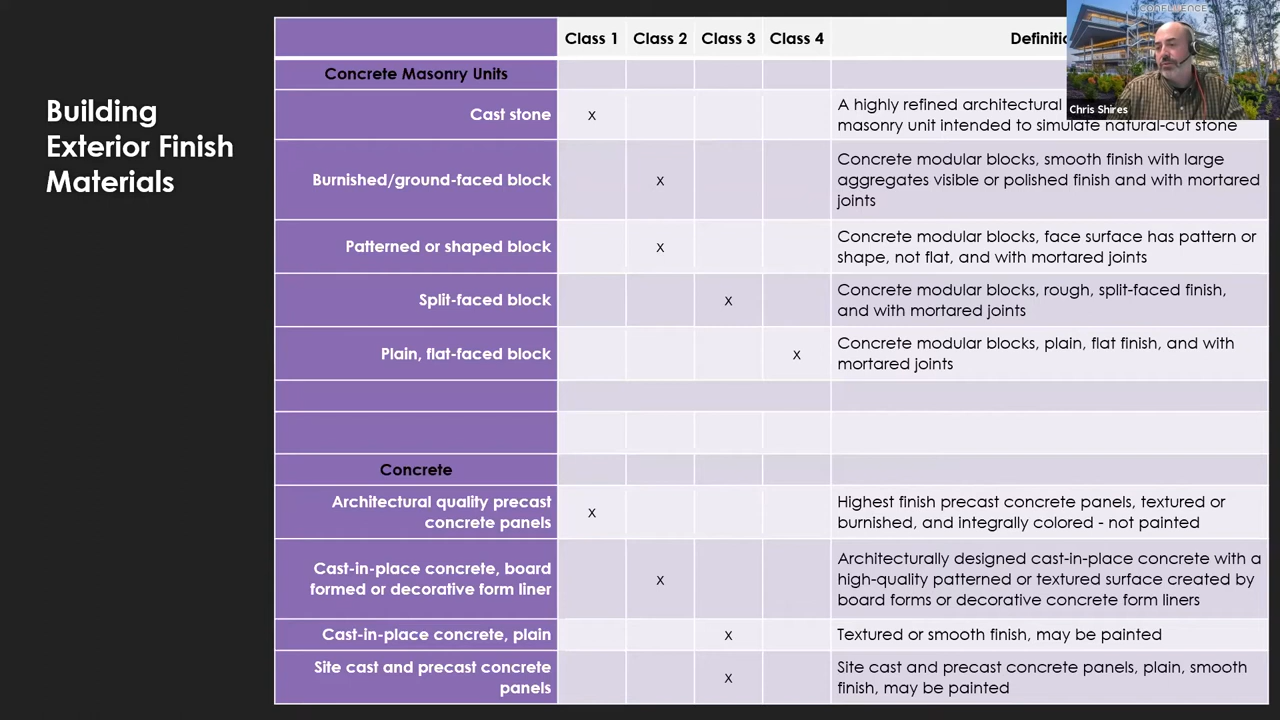 Building
Exterior Finish
Materials
Class 1 Class 2 Class 3 Class 4
Concrete Masonry Units
Cast stone x A highly refined architectural
masonry unit intended to simulate natural-cut stone
Burnished/ground-faced block x Concrete modular blocks, smooth finish with large
aggregates visible or polished finish and with mortared
joints
Patterned or shaped block x Concrete modular blocks, face surface has pattern or
shape, not flat, and with mortared joints
Split-faced block x Concrete modular blocks, rough, split-faced finish,
and with mortared joints
Plain, flat-faced block x Concrete modular blocks, plain, flat finish, and with
mortared joints
Concrete
Architectural quality precast
concrete panels x Highest finish precast concrete panels, textured or
burnished, and integrally colored - not painted
Cast-in-place concrete, board
formed or decorative form liner x Architecturally designed cast-in-place concrete with a
high-quality patterned or textured surface created by
board forms or decorative concrete form liners
Cast-in-place concrete, plain x Textured or smooth finish, may be painted
Site cast and precast concrete
panels x Site cast and precast concrete panels, plain, smooth
finish, may be painted
CONFLUENCE
Chris Shires